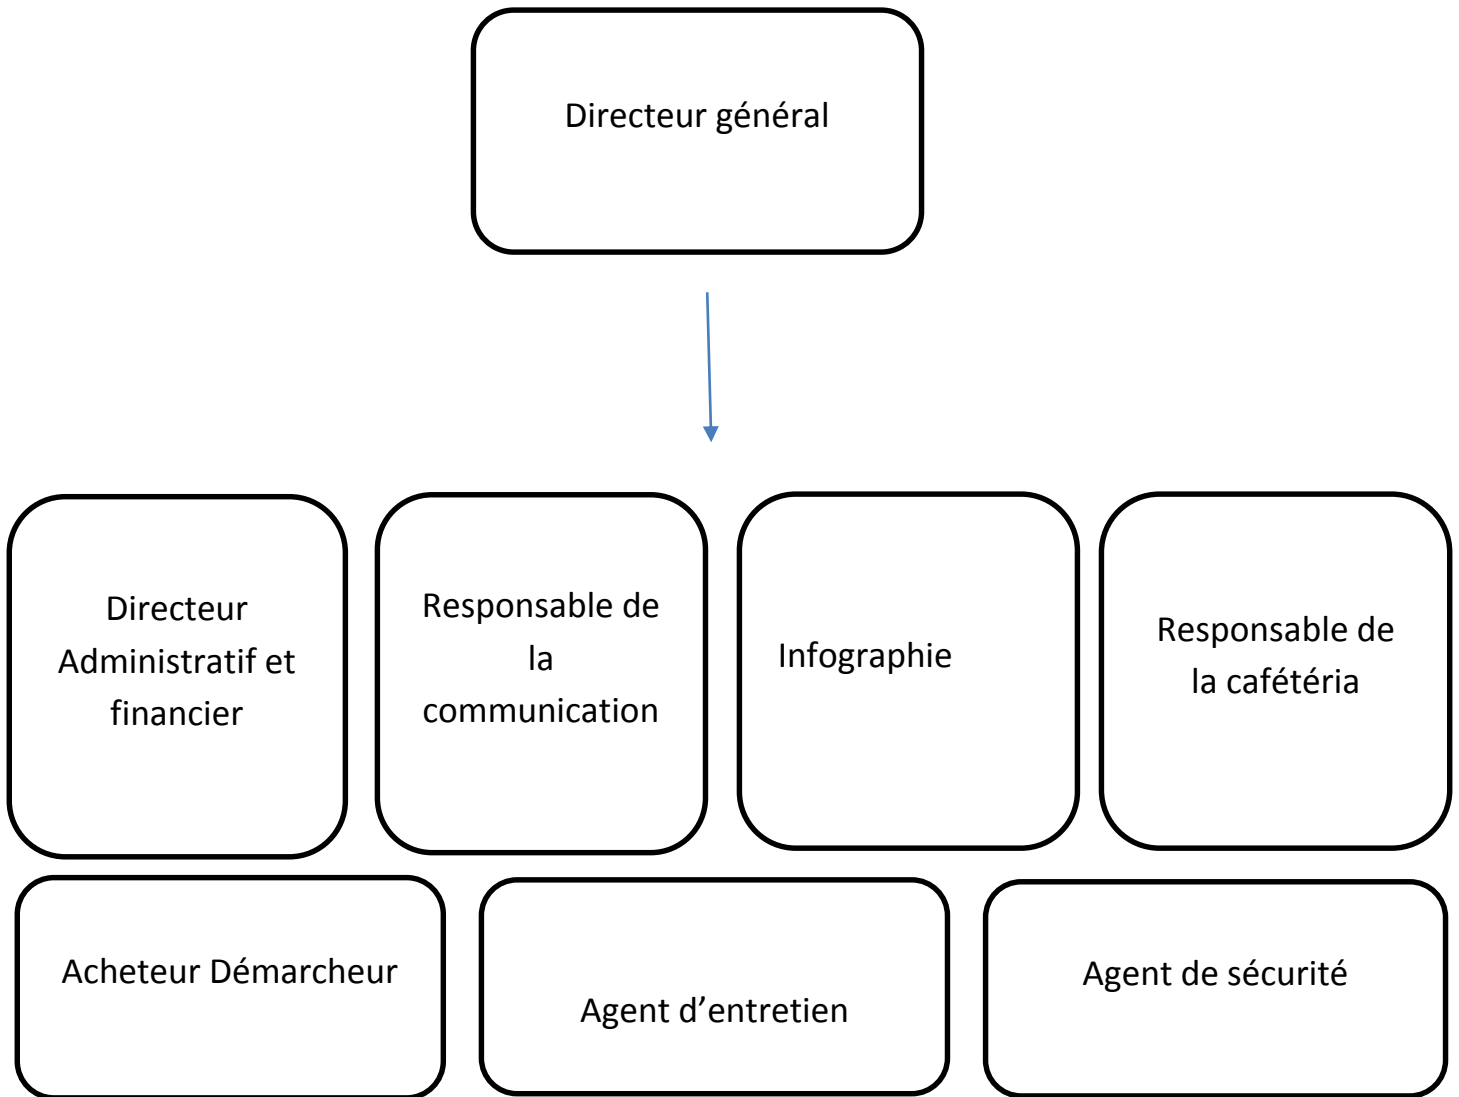 Directeur général
Directeur
Administratif et
financier
Responsable de
la
communication
Infographie
Responsable de
la cafétéria
Acheteur Démarcheur
Agent d’entretien
Agent de sécurité